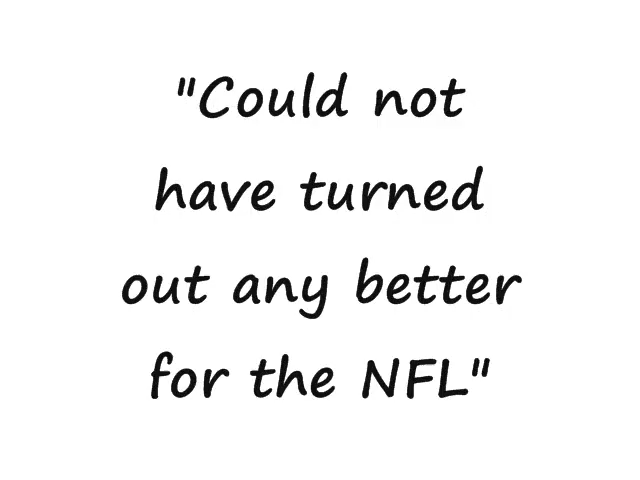 "Could not
have turned
out any better
for the NFL"